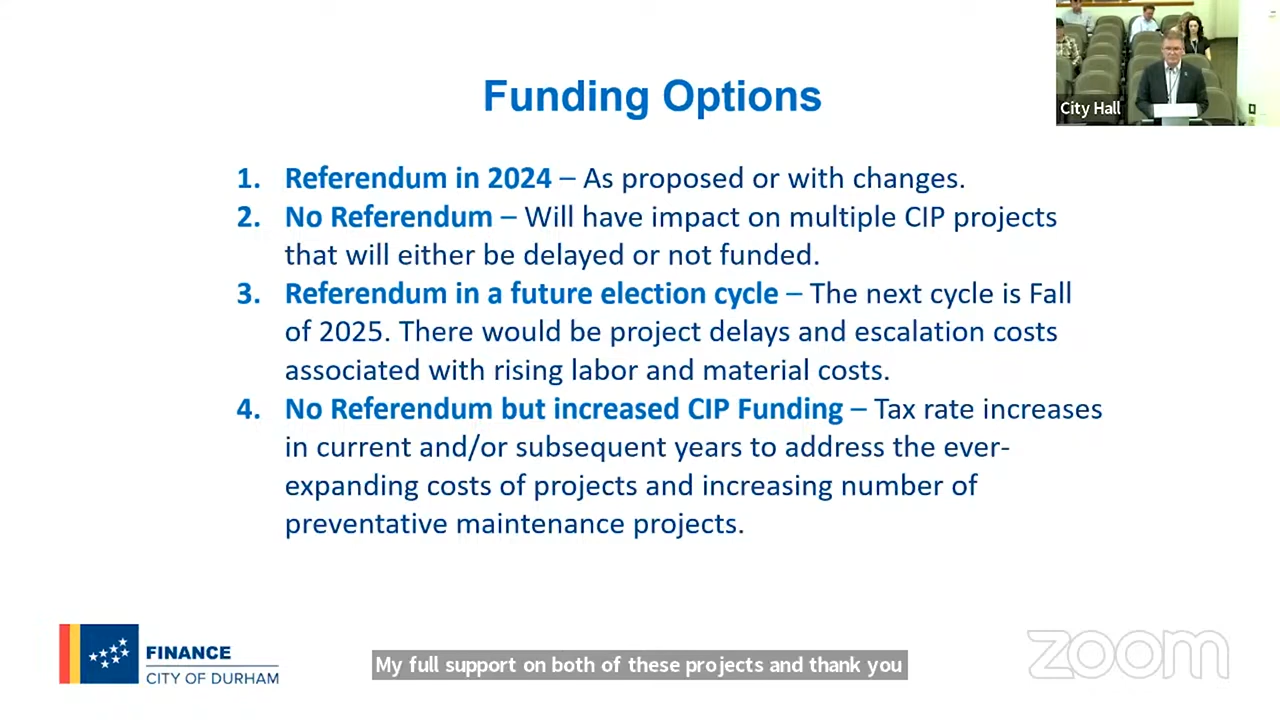 Funding Options
City Hall
1. Referendum in 2024 – As proposed or with changes.
2. No Referendum – Will have impact on multiple CIP projects
that will either be delayed or not funded.
3. Referendum in a future election cycle – The next cycle is Fall
of 2025. There would be project delays and escalation costs
associated with rising labor and material costs.
4. No Referendum but increased CIP Funding – Tax rate increases
in current and/or subsequent years to address the ever-
expanding costs of projects and increasing number of
preventative maintenance projects.
FINANCE
CITY OF DURHAM
My full support on both of these projects and thank you
zoom